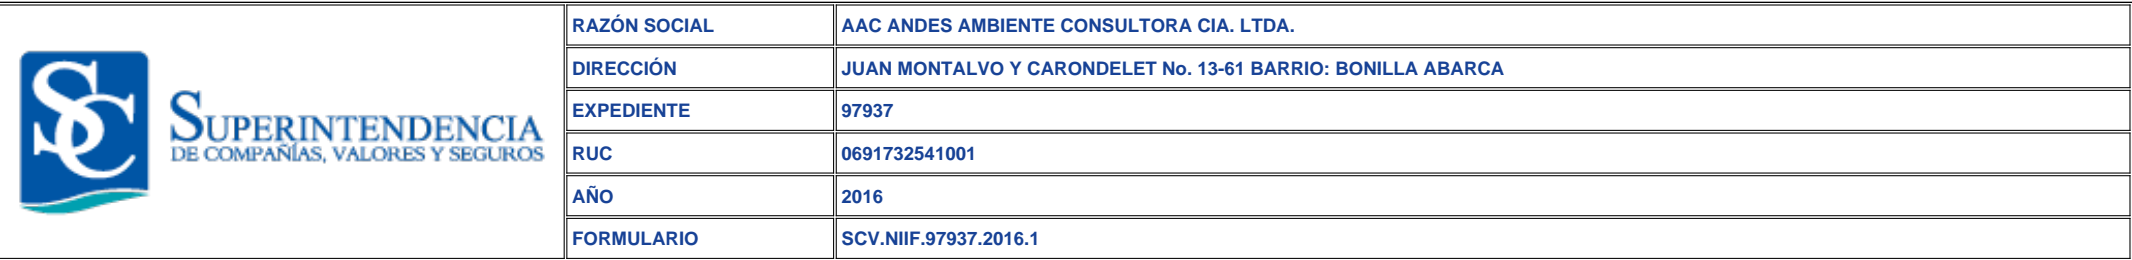 SC
SUPERINTENDENCIA
DE COMPAÑÍAS, VALORES Y SEGUROS
RAZÓN SOCIAL AAC ANDES AMBIENTE CONSULTORA CIA. LTDA.
DIRECCIÓN JUAN MONTALVO Y CARONDELET No. 13-61 BARRIO: BONILLA ABARCA
EXPEDIENTE 97937
RUC 0691732541001
AÑO 2016
FORMULARIO SCV.NIIF.97937.2016.1